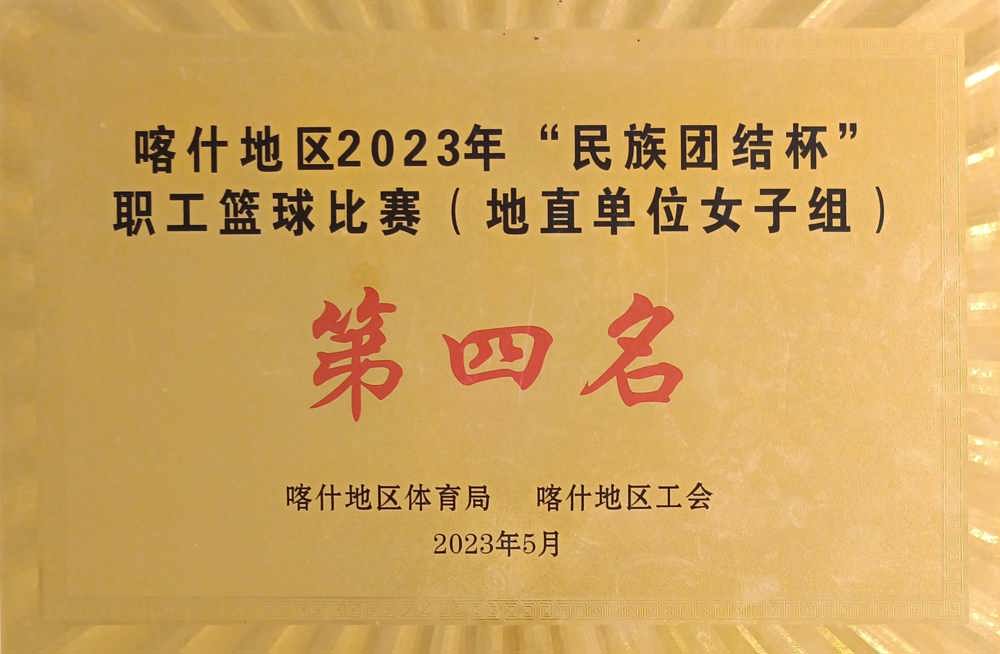 喀什地区2023年“民族团结杯”
职工篮球比赛（地直单位女子组）
第四名
喀什地区体育局 喀什地区工会
2023年5月